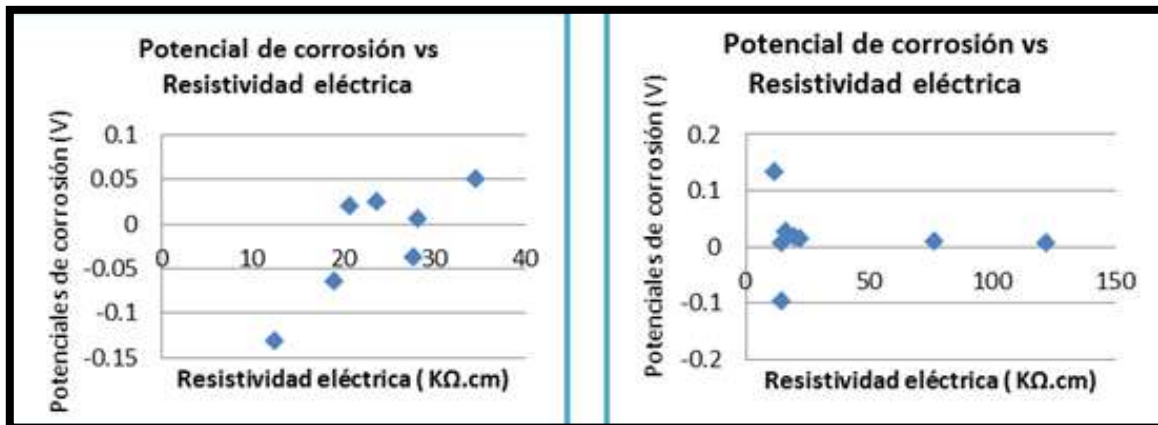 Potencial de corrosión vs
Resistividad eléctrica
Potenciales de corrosión (V)
0.1
0.05
0
-0.05
-0.1
-0.15
0 10 20 30 40
Resistividad eléctrica ( KΩ.cm)
Potencial de corrosión vs
Resistividad eléctrica
Potenciales de corrosión (V)
0.2
0.1
0
-0.1
-0.2
0 50 100 150
Resistividad eléctrica ( KΩ.cm)